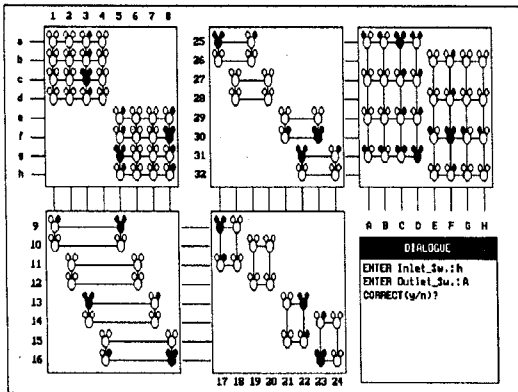 1 2 3 4 5 6 7 8
a
b
c
d
e
f
g
h
25
26
27
28
29
30
31
32
A B C D E F G H
9
10
11
12
13
14
15
16
17 18 19 20 21 22 23 24
DIALOGUE
ENTER Inlet_Sw.:h
ENTER Outlet_Sw.:A
CORRECT(y/n)?